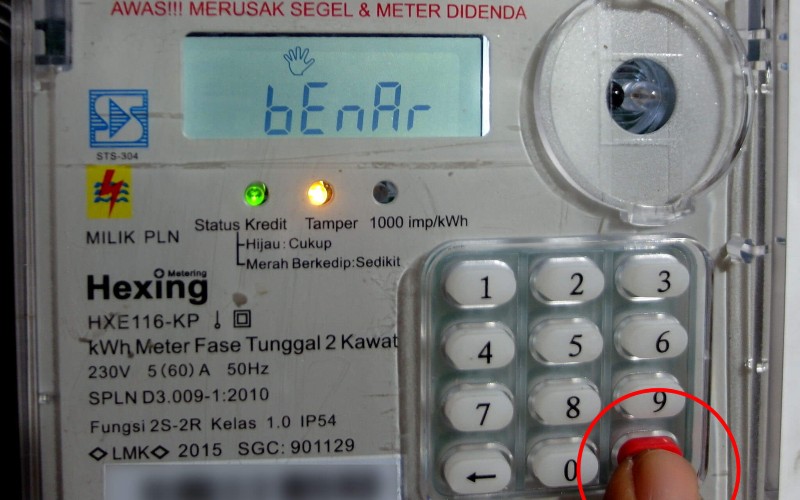 AWAS!!! MERUSAK SEGEL & METER DIDENDA
bEnAr
STS-304
MILIK PLN
Status Kredit Tamper 1000 imp/kWh
Hijau: Cukup
Merah Berkedip: Sedikit
Metering
Hexing
HXE116-KP
kWh Meter Fase Tunggal 2 Kawat
230V 5(60)A 50Hz
SPLN D3.009-1:2010
Fungsi 2S-2R Kelas 1.0 IP54
LMK 2015 SGC: 901129
1 2 3
4 5 6
7 8 9
← 0